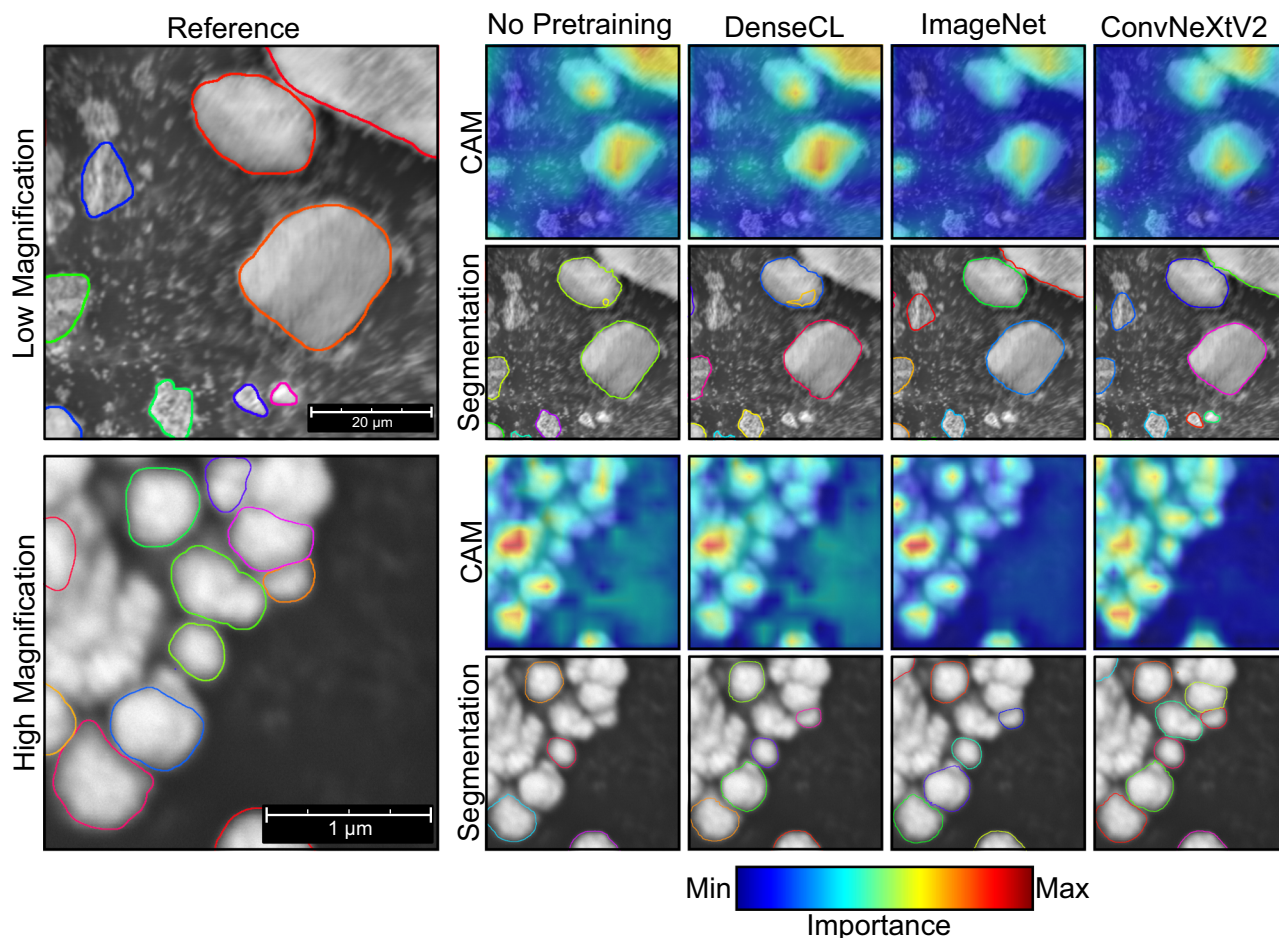 Reference
No Pretraining
DenseCL
ImageNet
ConvNeXtV2
Low Magnification
CAM
Segmentation
20 µm
High Magnification
CAM
Segmentation
1 µm
Min
Max
Importance